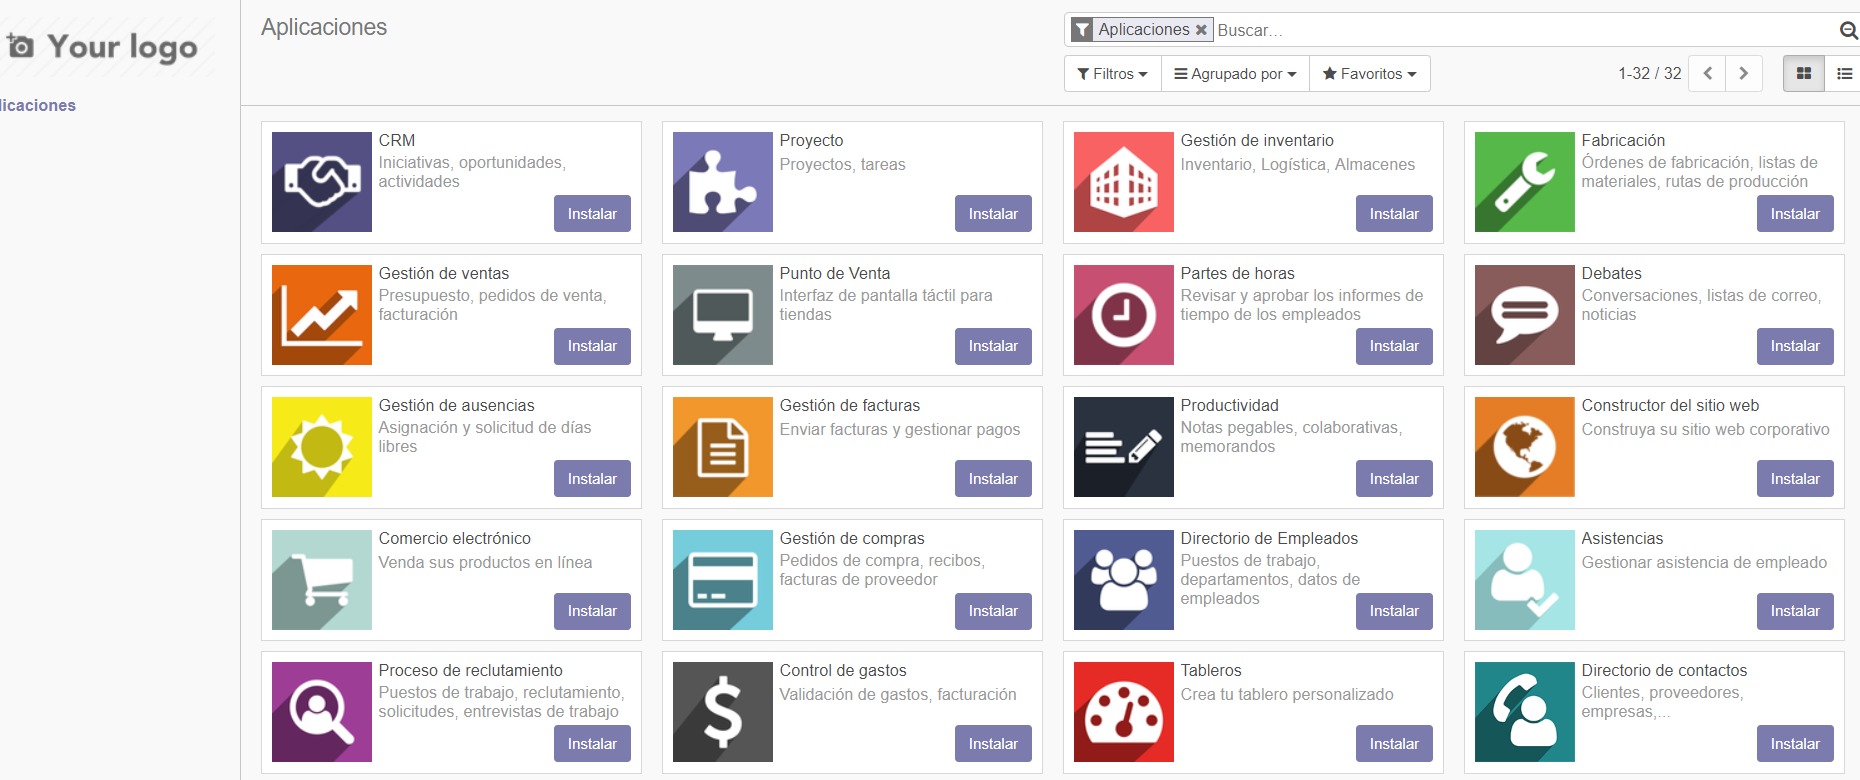 Your logo
licaciones
Aplicaciones
Aplicaciones Buscar...
Filtros Agrupado por Favoritos 1-32 / 32
CRM
Iniciativas, oportunidades,
actividades
Instalar
Proyecto
Proyectos, tareas
Instalar
Gestión de inventario
Inventario, Logística, Almacenes
Instalar
Fabricación
Órdenes de fabricación, listas de
materiales, rutas de producción
Instalar
Gestión de ventas
Presupuesto, pedidos de venta,
facturación
Instalar
Punto de Venta
Interfaz de pantalla táctil para
tiendas
Instalar
Partes de horas
Revisar y aprobar los informes de
tiempo de los empleados
Instalar
Debates
Conversaciones, listas de correo,
noticias
Instalar
Gestión de ausencias
Asignación y solicitud de días
libres
Instalar
Gestión de facturas
Enviar facturas y gestionar pagos
Instalar
Productividad
Notas pegables, colaborativas,
memorandos
Instalar
Constructor del sitio web
Construya su sitio web corporativo
Instalar
Comercio electrónico
Venda sus productos en línea
Instalar
Gestión de compras
Pedidos de compra, recibos,
facturas de proveedor
Instalar
Directorio de Empleados
Puestos de trabajo,
departamentos, datos de
empleados
Instalar
Asistencias
Gestionar asistencia de empleado
Instalar
Proceso de reclutamiento
Puestos de trabajo, reclutamiento,
solicitudes, entrevistas de trabajo
Instalar
Control de gastos
Validación de gastos, facturación
Instalar
Tableros
Crea tu tablero personalizado
Instalar
Directorio de contactos
Clientes, proveedores,
empresas,...
Instalar